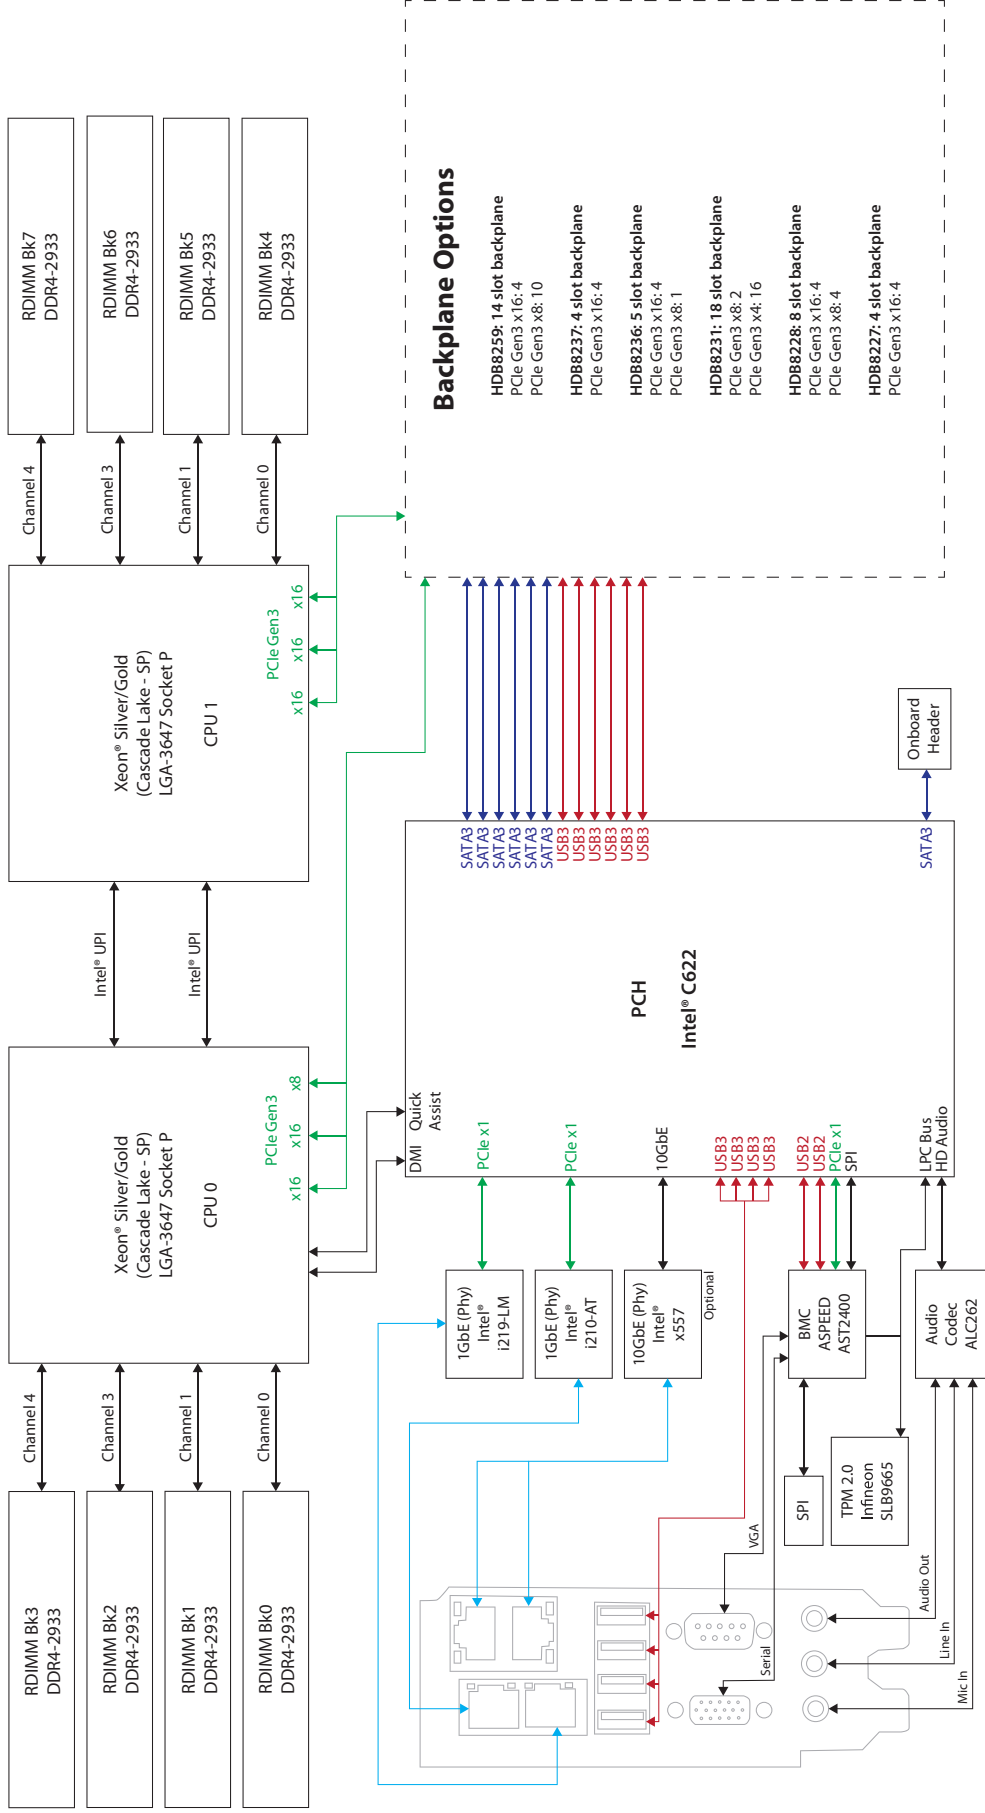 RDIMM Bk3
DDR4-2933
RDIMM Bk2
DDR4-2933
RDIMM Bk1
DDR4-2933
RDIMM Bk0
DDR4-2933
Channel 4
Channel 3
Channel 1
Channel 0
Xeon® Silver/Gold
(Cascade Lake - SP)
LGA-3647 Socket P
CPU 0
PCIe Gen3
x16
x16
x8
Intel® UPI
Intel® UPI
Xeon® Silver/Gold
(Cascade Lake - SP)
LGA-3647 Socket P
CPU 1
PCIe Gen3
x16
x16
x16
Channel 4
Channel 3
Channel 1
Channel 0
RDIMM Bk7
DDR4-2933
RDIMM Bk6
DDR4-2933
RDIMM Bk5
DDR4-2933
RDIMM Bk4
DDR4-2933
DMI
Quick
Assist
PCIe x1
PCIe x1
10GbE
USB3
USB3
USB3
USB3
USB2
USB2
PCIe x1
SPI
LPC Bus
HD Audio
PCH
Intel® C622
SATA3
SATA3
SATA3
SATA3
SATA3
SATA3
USB3
USB3
USB3
USB3
USB3
USB3
SATA3
Onboard
Header
1GbE (Phy)
Intel®
i219-LM
1GbE (Phy)
Intel®
i210-AT
10GbE (Phy)
Intel®
x557
Optional
BMC
ASPEED
AST2400
Audio
Codec
ALC262
SPI
TPM 2.0
Infineon
SLB9665
VGA
Serial
Audio Out
Line In
Mic In
Backplane Options
HDB8259: 14 slot backplane
PCIe Gen3 x16: 4
PCIe Gen3 x8: 10
HDB8237: 4 slot backplane
PCIe Gen3 x16: 4
HDB8236: 5 slot backplane
PCIe Gen3 x16: 4
PCIe Gen3 x8: 1
HDB8231: 18 slot backplane
PCIe Gen3 x8: 2
PCIe Gen3 x4: 16
HDB8228: 8 slot backplane
PCIe Gen3 x16: 4
PCIe Gen3 x8: 4
HDB8227: 4 slot backplane
PCIe Gen3 x16: 4